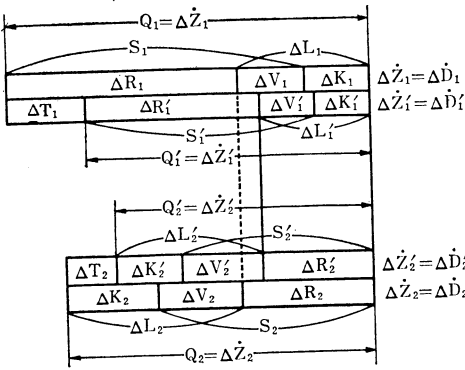 Q₁=ΔŻ₁
S₁ ΔL₁
ΔR₁ ΔV₁ ΔK₁ ΔŻ₁=ΔḊ₁
ΔT₁ ΔR₁′ ΔV₁′ ΔK₁′ ΔŻ₁′=ΔḊ₁′
S₁′ ΔL₁′
Q₁′=ΔŻ₁′
Q₂′=ΔŻ₂′
ΔL₂′ S₂′
ΔT₂ ΔK₂′ ΔV₂′ ΔR₂′ ΔŻ₂′=ΔḊ₂′
ΔK₂ ΔV₂ ΔR₂ ΔŻ₂=ΔḊ₂
ΔL₂ S₂
Q₂=ΔŻ₂